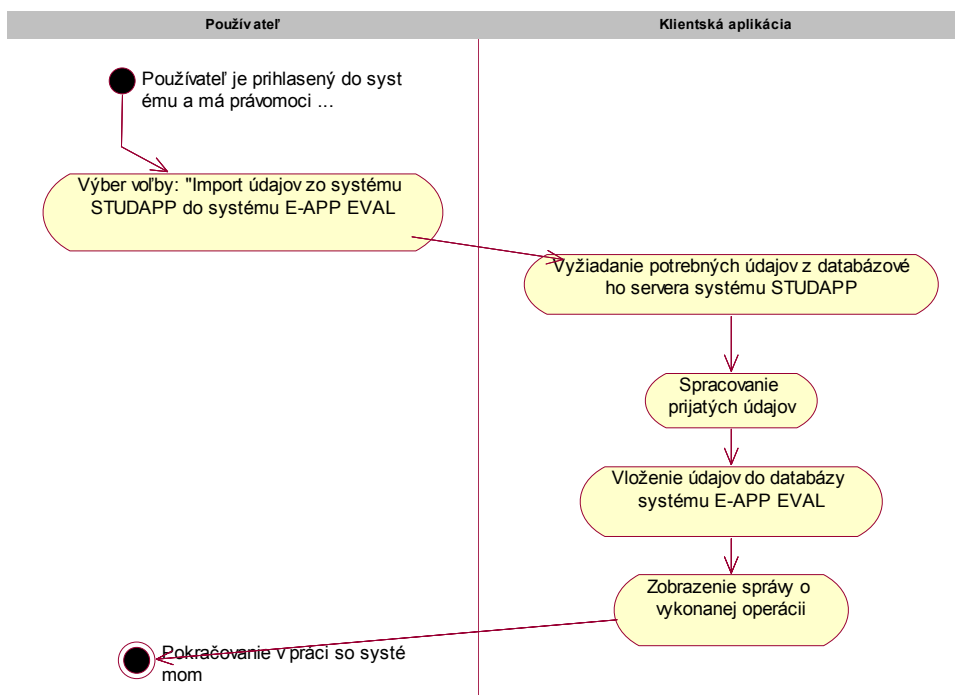 Používateľ
Klientská aplikácia
Používateľ je prihlasený do syst
ému a má právomoci ...
Výber voľby: "Import údajov zo systému
STUDAPP do systému E-APP EVAL
Vyžiadanie potrebných údajov z databázové
ho servera systému STUDAPP
Spracovanie
prijatých údajov
Vloženie údajov do databázy
systému E-APP EVAL
Zobrazenie správy o
vykonanej operácii
Pokračovanie v práci so systé
mom